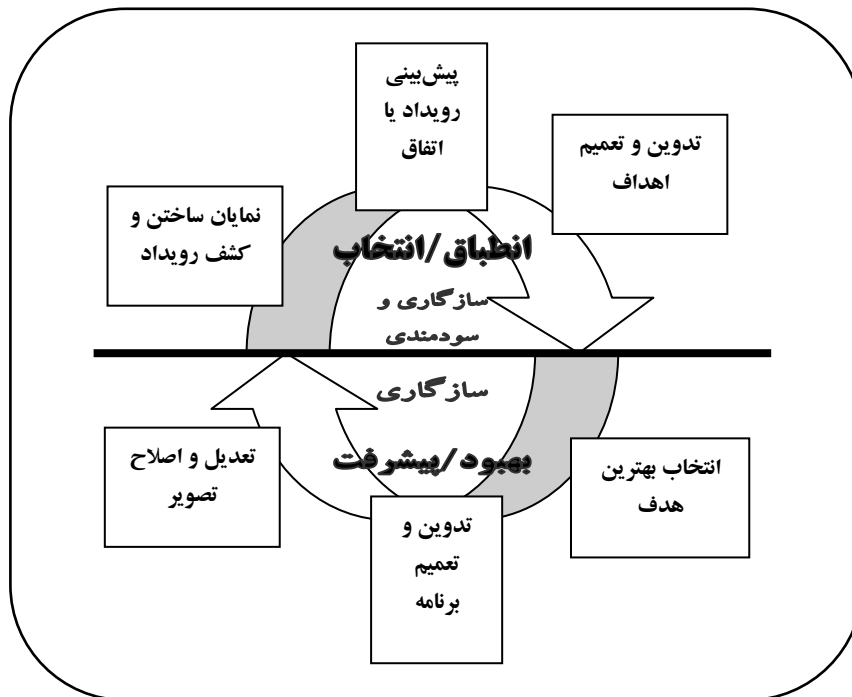 پیش‌بینی
رویداد یا
اتفاق
تدوین و تعمیم
اهداف
نمایان ساختن و
کشف رویداد
انطباق/انتخاب
سازگاری و
سودمندی
سازگاری
بهبود/پیشرفت
تعدیل و اصلاح
تصویر
انتخاب بهترین
هدف
تدوین و
تعمیم
برنامه